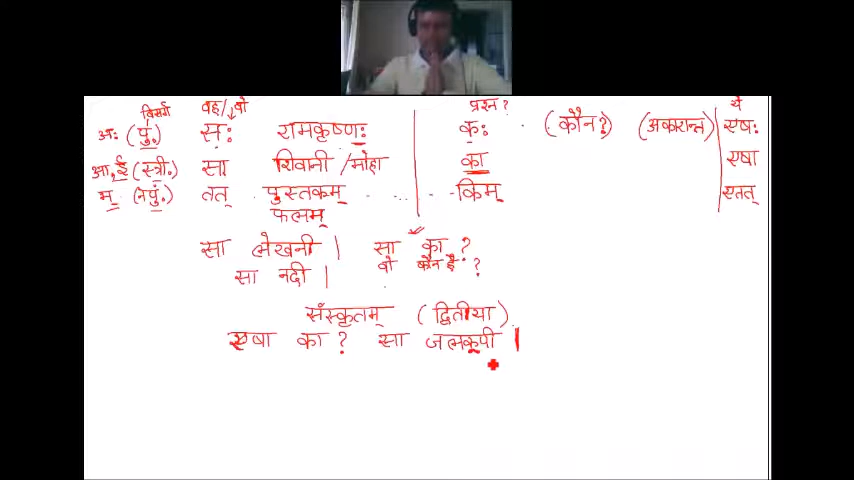 विसर्ग वह/वो प्रश्न? ये
अः (पुं.) सः रामकृष्णः कः (कौन?) (अकारान्त) एषः
आ,ई (स्त्री.) सा शिवानी/मोहा का एषा
म् (नपुं.) तत् पुस्तकम् .... किम् एतत्
फलम्
सा लेखनी | सा का?
सा नदी | वो कौन है?
संस्कृतम् (द्वितीया)
एषा का? सा जलकूपी |